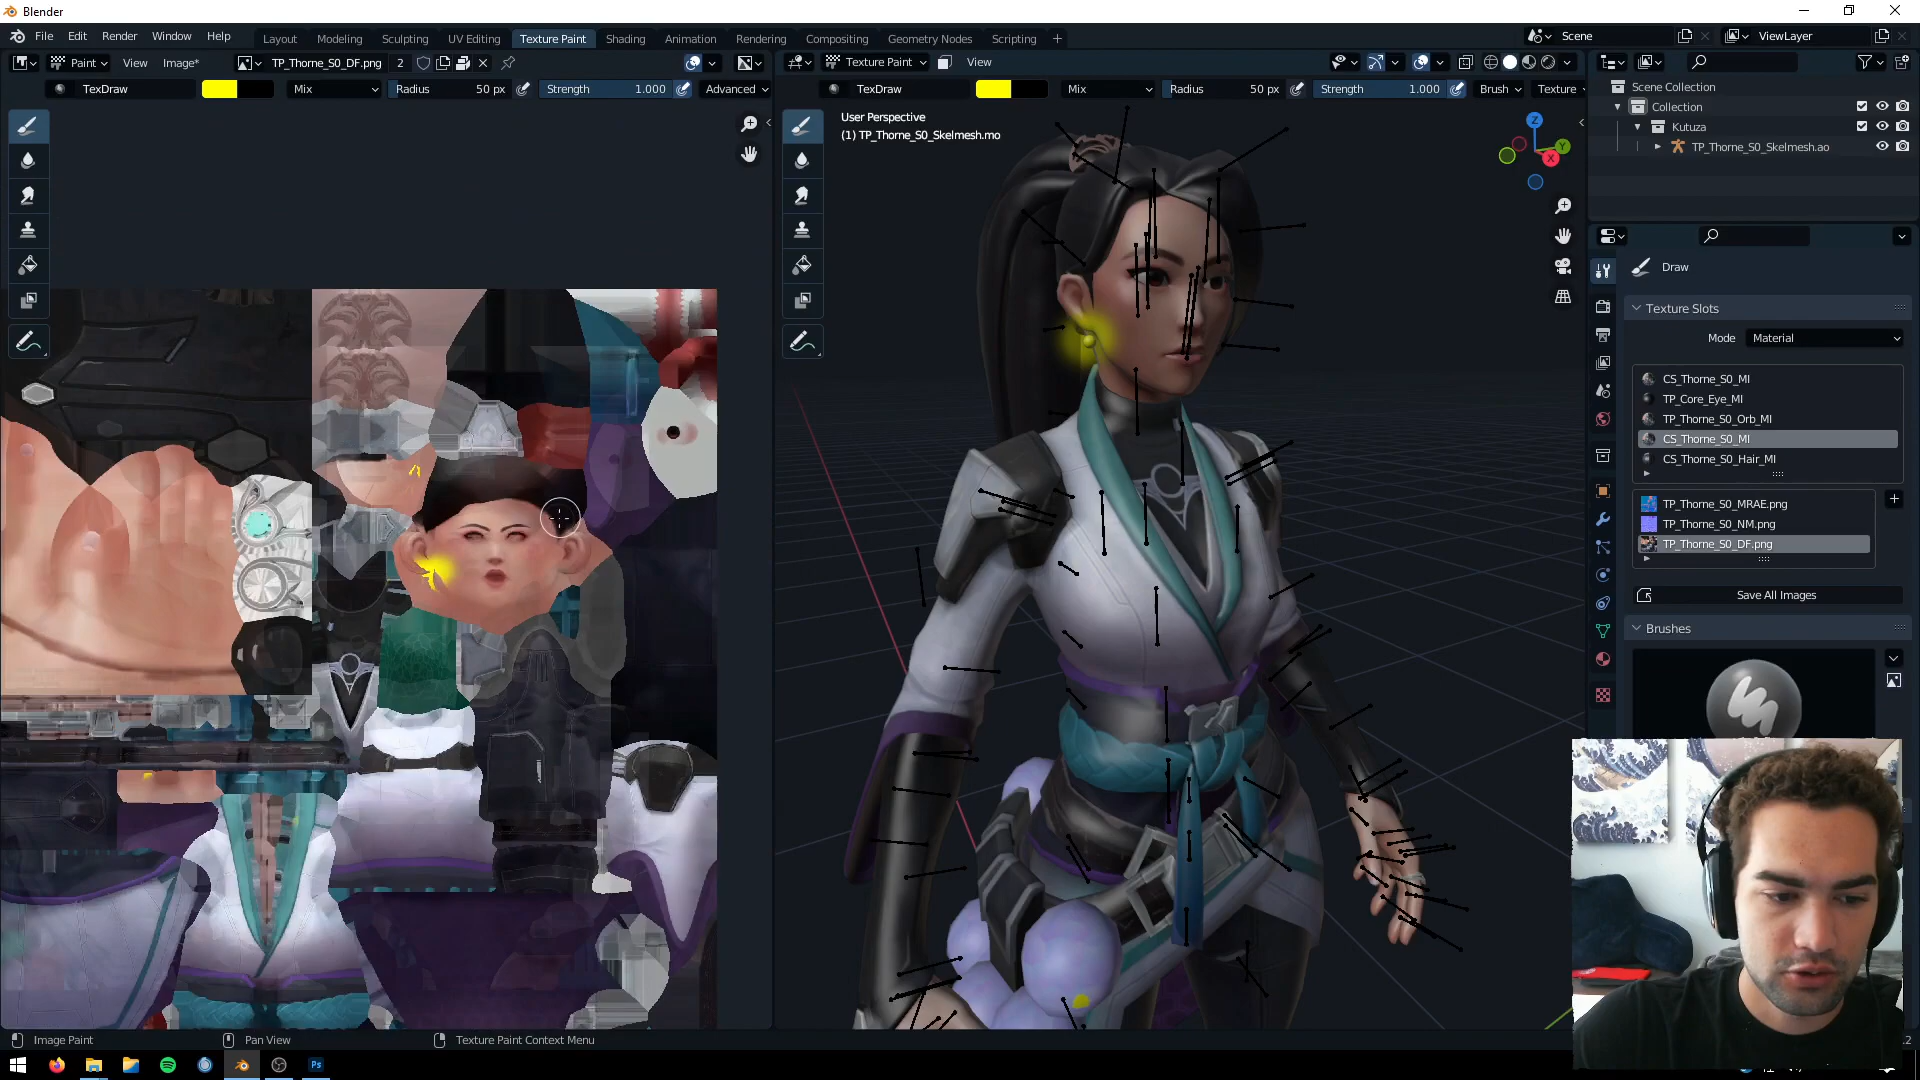 Blender
File Edit Render Window Help
Layout Modeling Sculpting UV Editing Texture Paint Shading Animation Rendering Compositing Geometry Nodes Scripting +
Scene
ViewLayer
Paint View Image* TP_Thorne_S0_DF.png 2
Texture Paint View
TexDraw Mix Radius 50 px Strength 1.000 Advanced
TexDraw Mix Radius 50 px Strength 1.000 Brush Texture
User Perspective
(1) TP_Thorne_S0_Skelmesh.mo
Z
Y
X
Scene Collection
Collection
Kutuza
TP_Thorne_S0_Skelmesh.ao
Draw
Texture Slots
Mode Material
CS_Thorne_S0_MI
TP_Core_Eye_MI
TP_Thorne_S0_Orb_MI
CS_Thorne_S0_MI
CS_Thorne_S0_Hair_MI
TP_Thorne_S0_MRAE.png
TP_Thorne_S0_NM.png
TP_Thorne_S0_DF.png
Save All Images
Brushes
Image Paint Pan View Texture Paint Context Menu
Ps